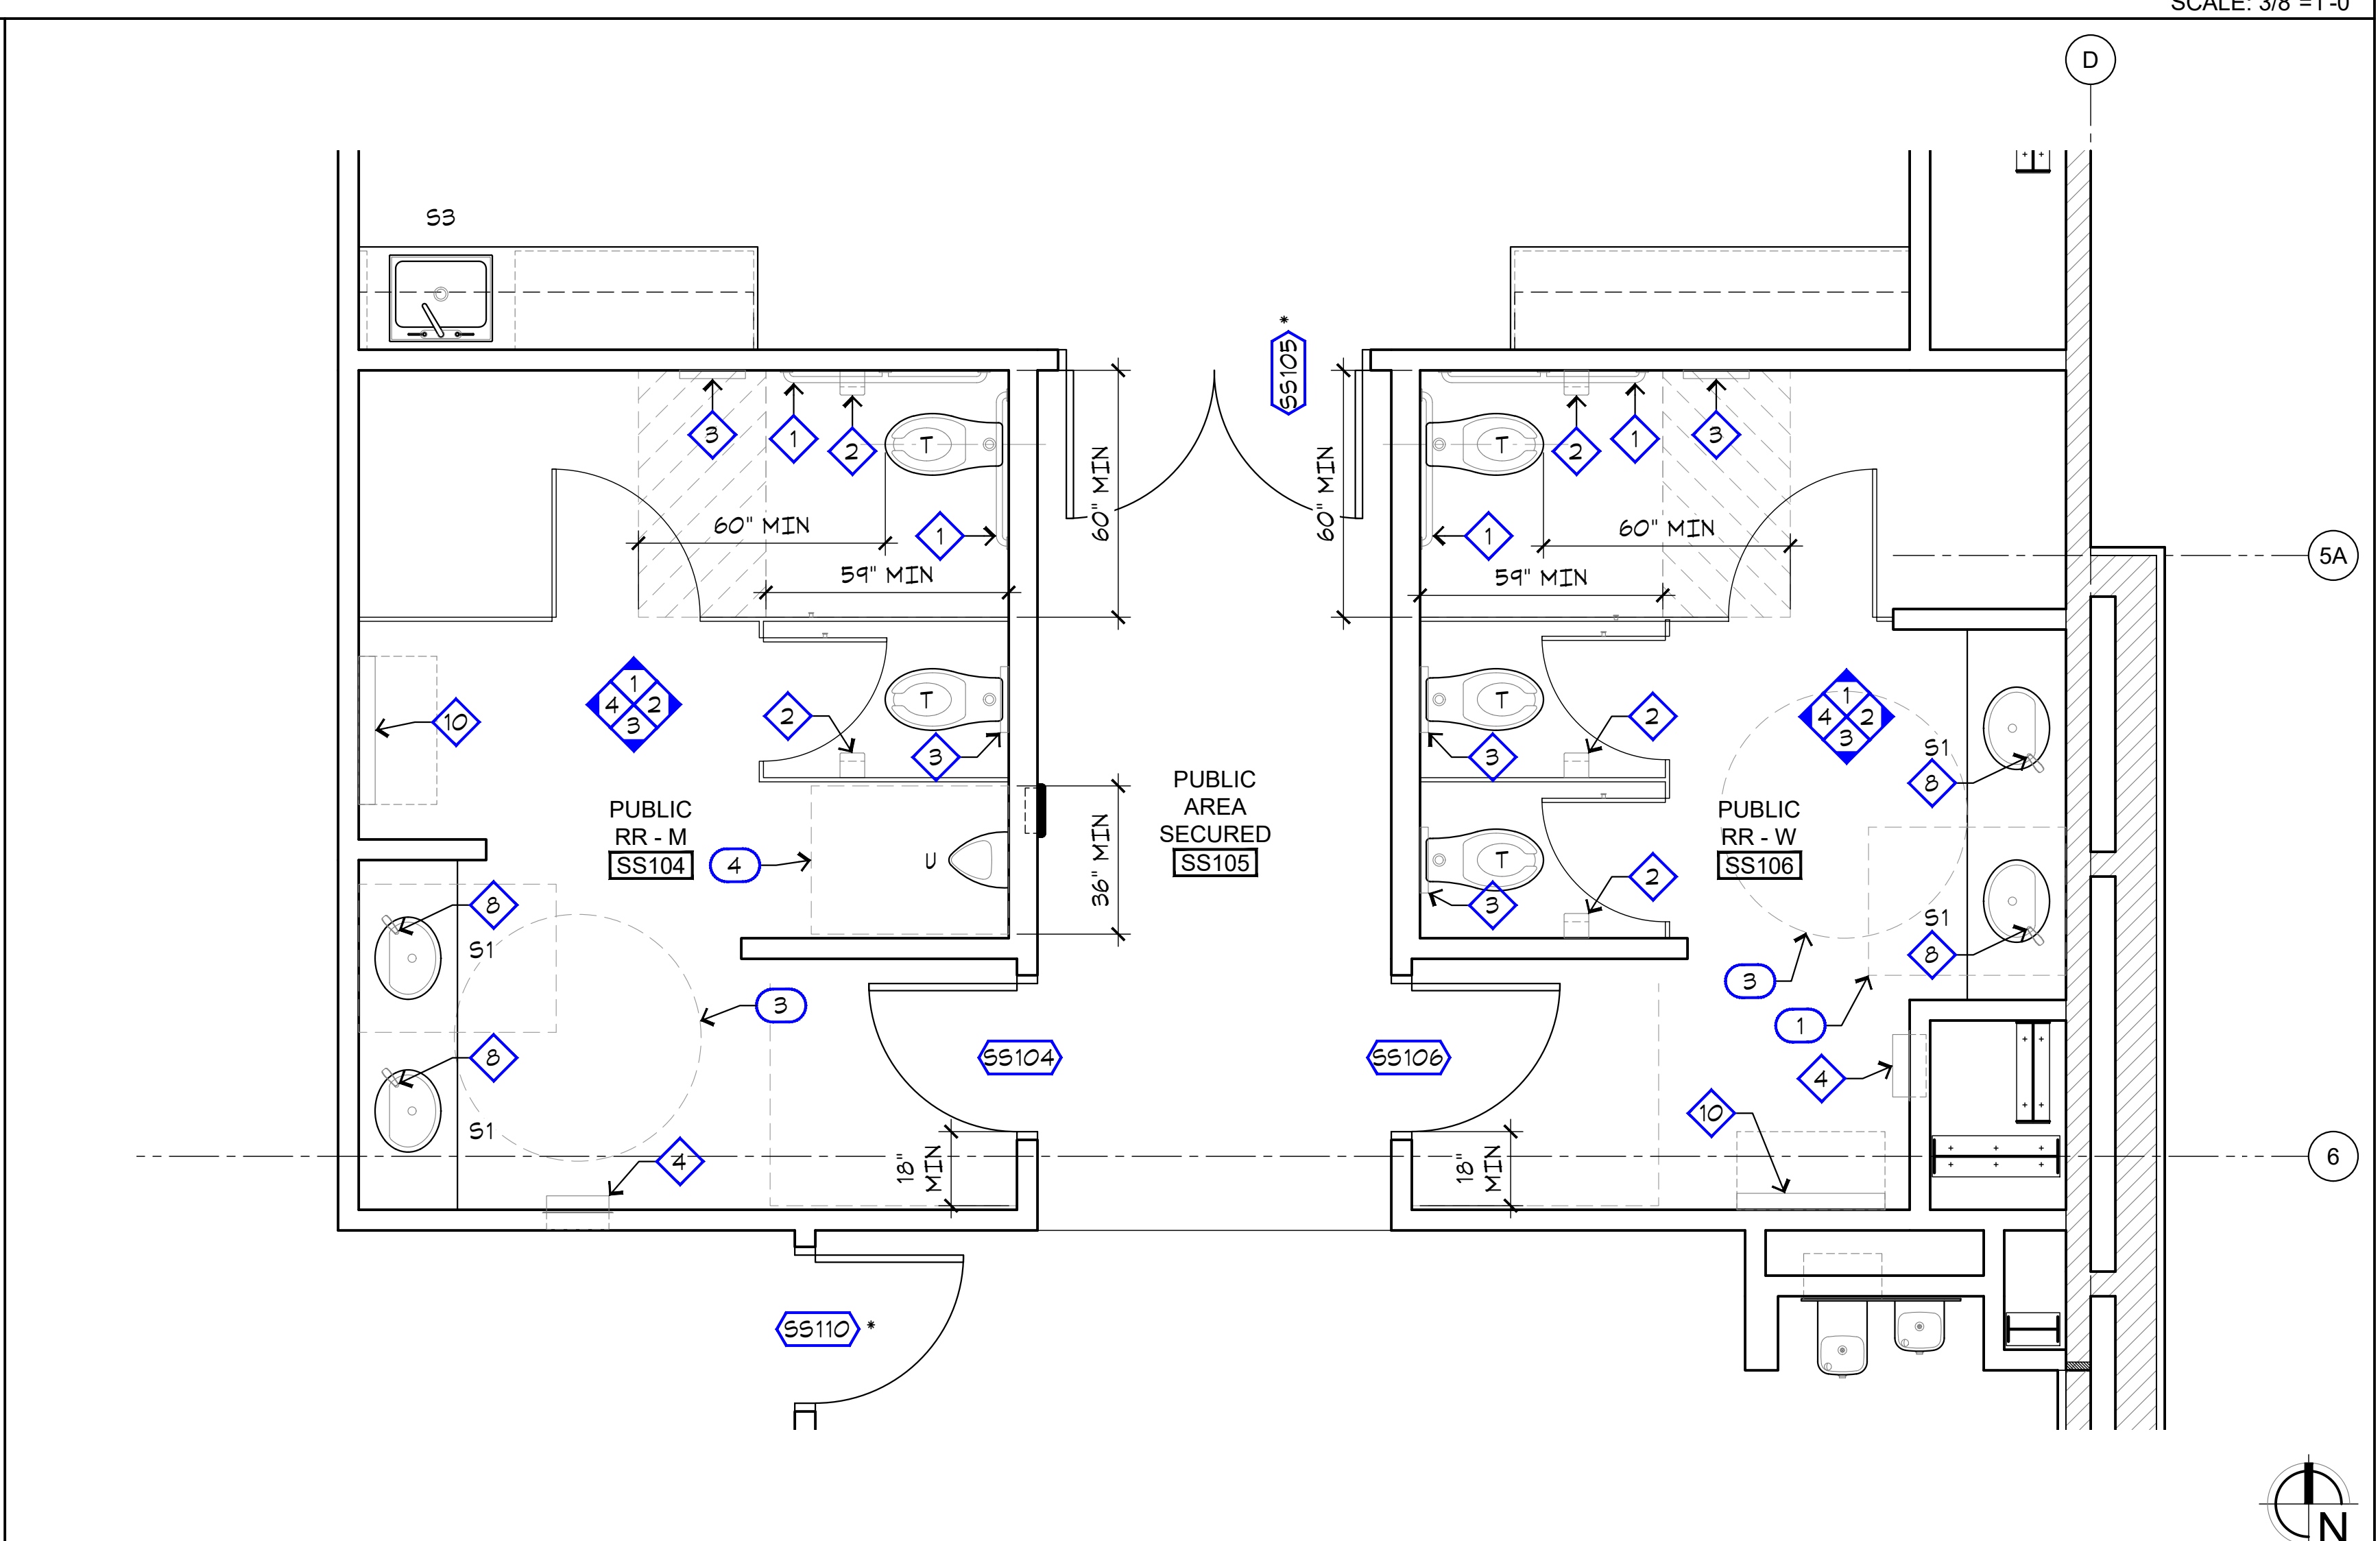 SCALE: 3/8"=1'-0"
D
S3
*
SS105
3
1
2
T
T
2
1
3
60" MIN
60" MIN
60" MIN
1
1
60" MIN
5A
59" MIN
59" MIN
1
4 2
3
T
T
1
4 2
3
10
2
2
S1
3
3
8
PUBLIC
RR - M
SS104
4
U
36" MIN
PUBLIC
AREA
SECURED
SS105
T
PUBLIC
RR - W
SS106
2
8
3
S1
S1
8
3
3
1
8
SS104
SS106
4
10
S1
4
18"
MIN
18"
MIN
6
SS110 *
N